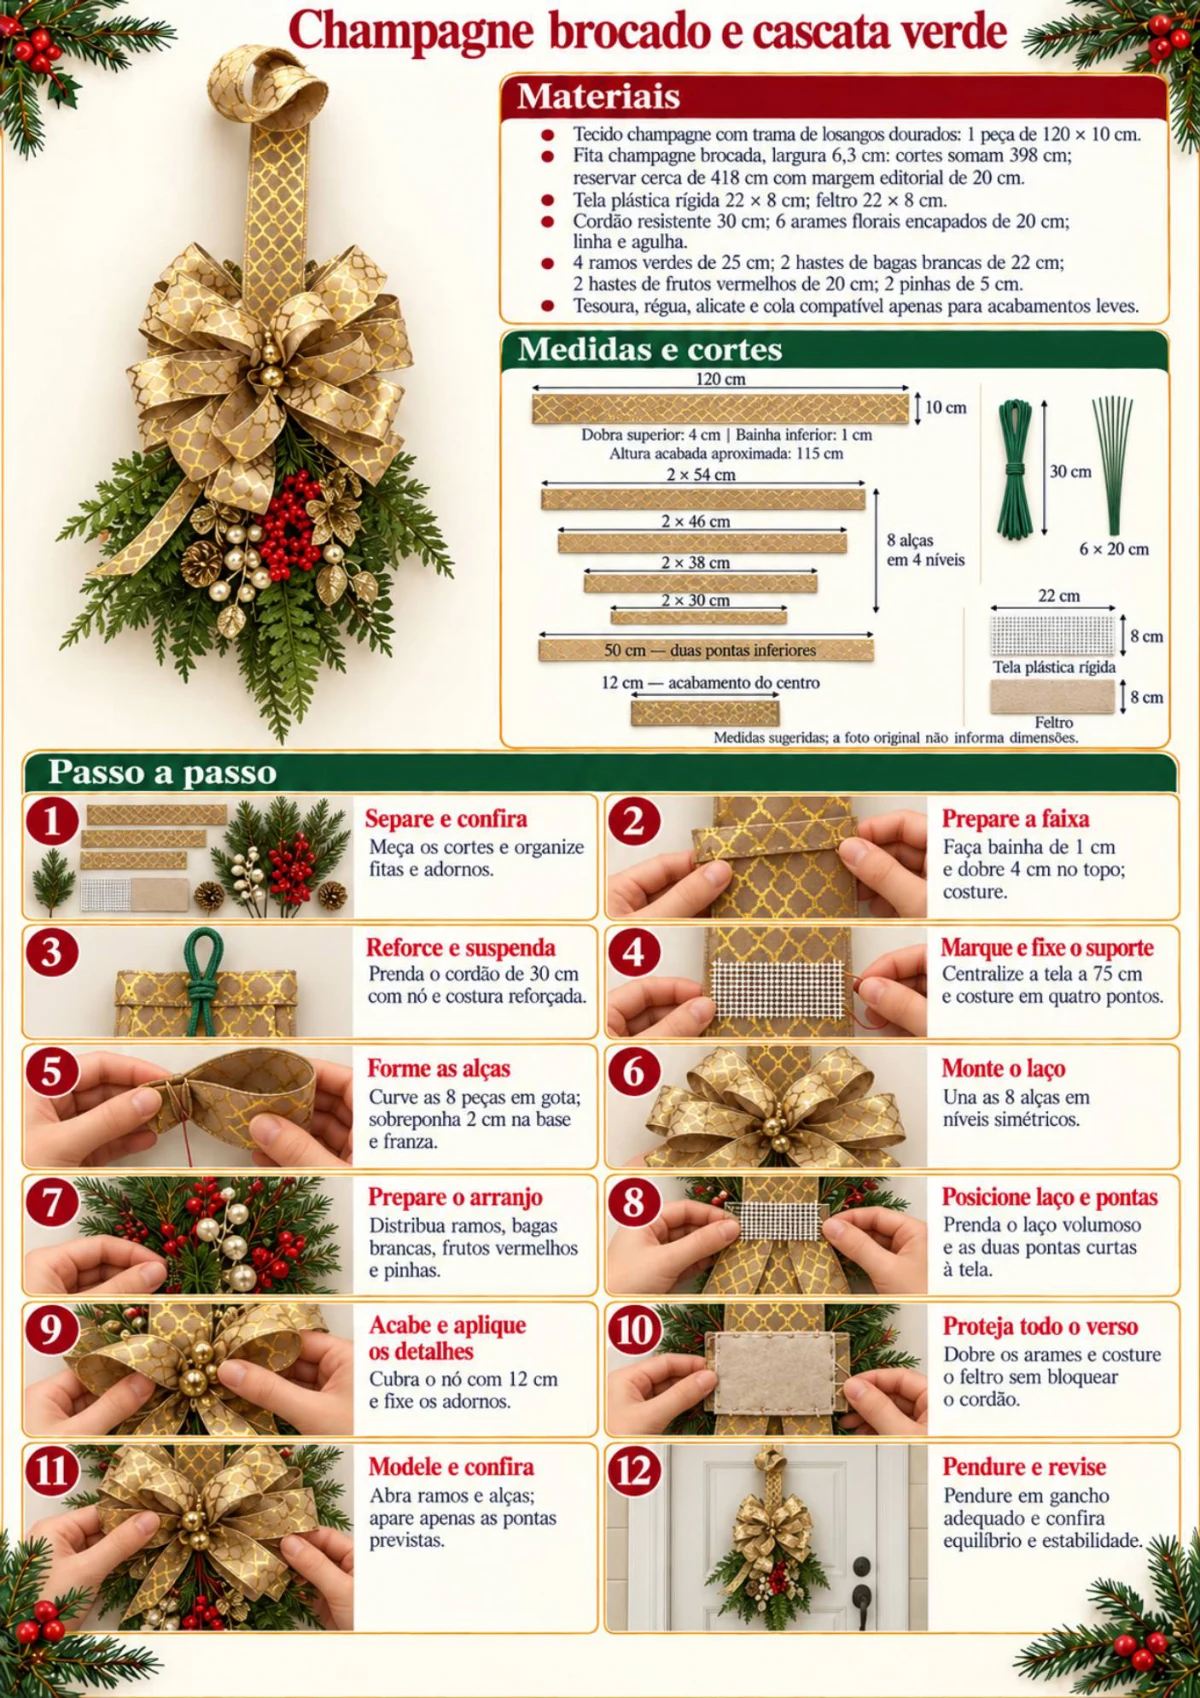 Champagne brocado e cascata verde
Materiais
Tecido champagne com trama de losangos dourados: 1 peça de 120 × 10 cm.
Fita champagne brocada, largura 6,3 cm: cortes somam 398 cm;
reservar cerca de 418 cm com margem editorial de 20 cm.
Tela plástica rígida 22 × 8 cm; feltro 22 × 8 cm.
Cordão resistente 30 cm; 6 arames florais encapados de 20 cm;
linha e agulha.
4 ramos verdes de 25 cm; 2 hastes de bagas brancas de 22 cm;
2 hastes de frutos vermelhos de 20 cm; 2 pinhas de 5 cm.
Tesoura, régua, alicate e cola compatível apenas para acabamentos leves.
Medidas e cortes
120 cm
10 cm
Dobra superior: 4 cm | Bainha inferior: 1 cm
Altura acabada aproximada: 115 cm
2 × 54 cm
2 × 46 cm
2 × 38 cm
2 × 30 cm
8 alças
em 4 níveis
50 cm — duas pontas inferiores
12 cm — acabamento do centro
30 cm
6 × 20 cm
22 cm
8 cm
Tela plástica rígida
8 cm
Feltro
Medidas sugeridas; a foto original não informa dimensões.
Passo a passo
1
Separe e confira
Meça os cortes e organize
fitas e adornos.
2
Prepare a faixa
Faça bainha de 1 cm
e dobre 4 cm no topo;
costure.
3
Reforce e suspenda
Prenda o cordão de 30 cm
com nó e costura reforçada.
4
Marque e fixe o suporte
Centralize a tela a 75 cm
e costure em quatro pontos.
5
Forme as alças
Curve as 8 peças em gota;
sobreponha 2 cm na base
e franza.
6
Monte o laço
Una as 8 alças em
níveis simétricos.
7
Prepare o arranjo
Distribua ramos, bagas
brancas, frutos vermelhos
e pinhas.
8
Posicione laço e pontas
Prenda o laço volumoso
e as duas pontas curtas
à tela.
9
Acabe e aplique
os detalhes
Cubra o nó com 12 cm
e fixe os adornos.
10
Proteja todo o verso
Dobre os arames e costure
o feltro sem bloquear
o cordão.
11
Modele e confira
Abra ramos e alças;
apare apenas as pontas
previstas.
12
Pendure e revise
Pendure em gancho
adequado e confira
equilíbrio e estabilidade.